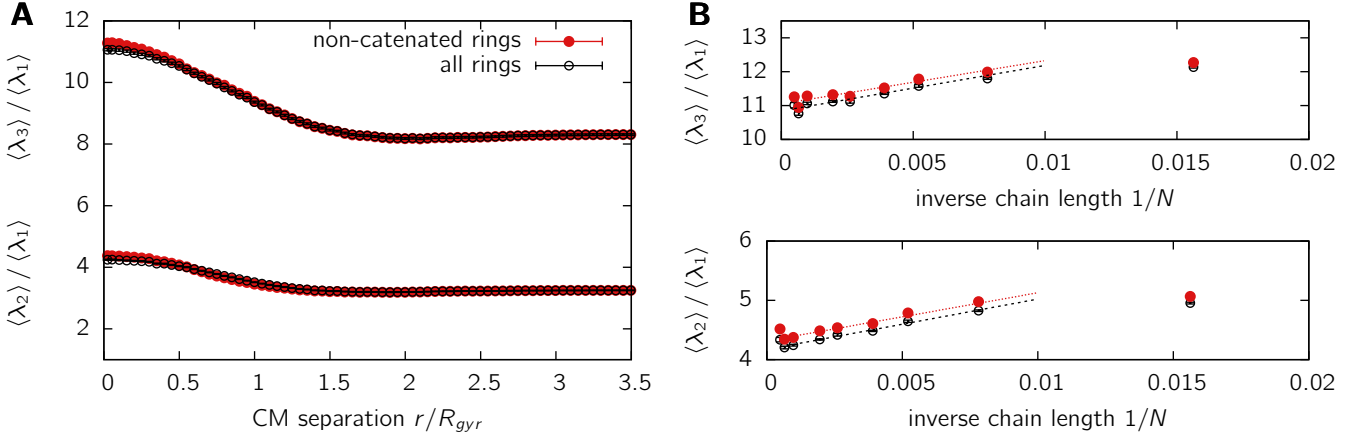 A
12
10
8
6
4
2
⟨λ3⟩ / ⟨λ1⟩
⟨λ2⟩ / ⟨λ1⟩
non-catenated rings
all rings
0 0.5 1 1.5 2 2.5 3 3.5
CM separation r/Rgyr
B
13
12
11
10
⟨λ3⟩ / ⟨λ1⟩
0 0.005 0.01 0.015 0.02
inverse chain length 1/N
6
5
4
⟨λ2⟩ / ⟨λ1⟩
0 0.005 0.01 0.015 0.02
inverse chain length 1/N